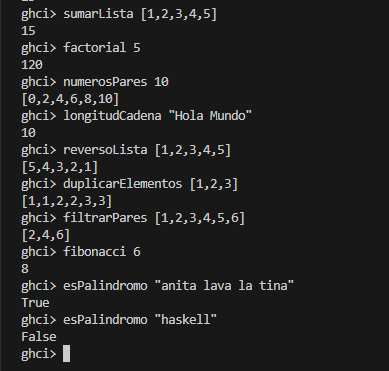 ghci> sumarLista [1,2,3,4,5]
15
ghci> factorial 5
120
ghci> numerosPares 10
[0,2,4,6,8,10]
ghci> longitudCadena "Hola Mundo"
10
ghci> reversoLista [1,2,3,4,5]
[5,4,3,2,1]
ghci> duplicarElementos [1,2,3]
[1,1,2,2,3,3]
ghci> filtrarPares [1,2,3,4,5,6]
[2,4,6]
ghci> fibonacci 6
8
ghci> esPalindromo "anita lava la tina"
True
ghci> esPalindromo "haskell"
False
ghci>